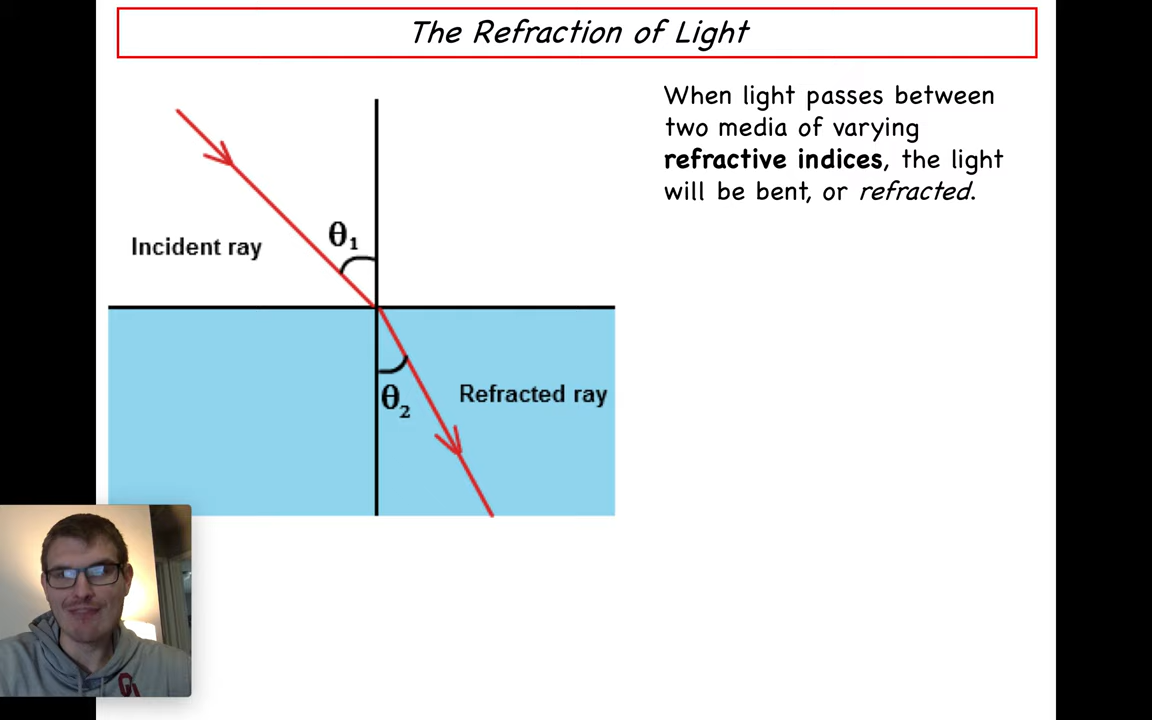 The Refraction of Light
When light passes between
two media of varying
refractive indices, the light
will be bent, or refracted.
θ₁
Incident ray
θ₂
Refracted ray
OU